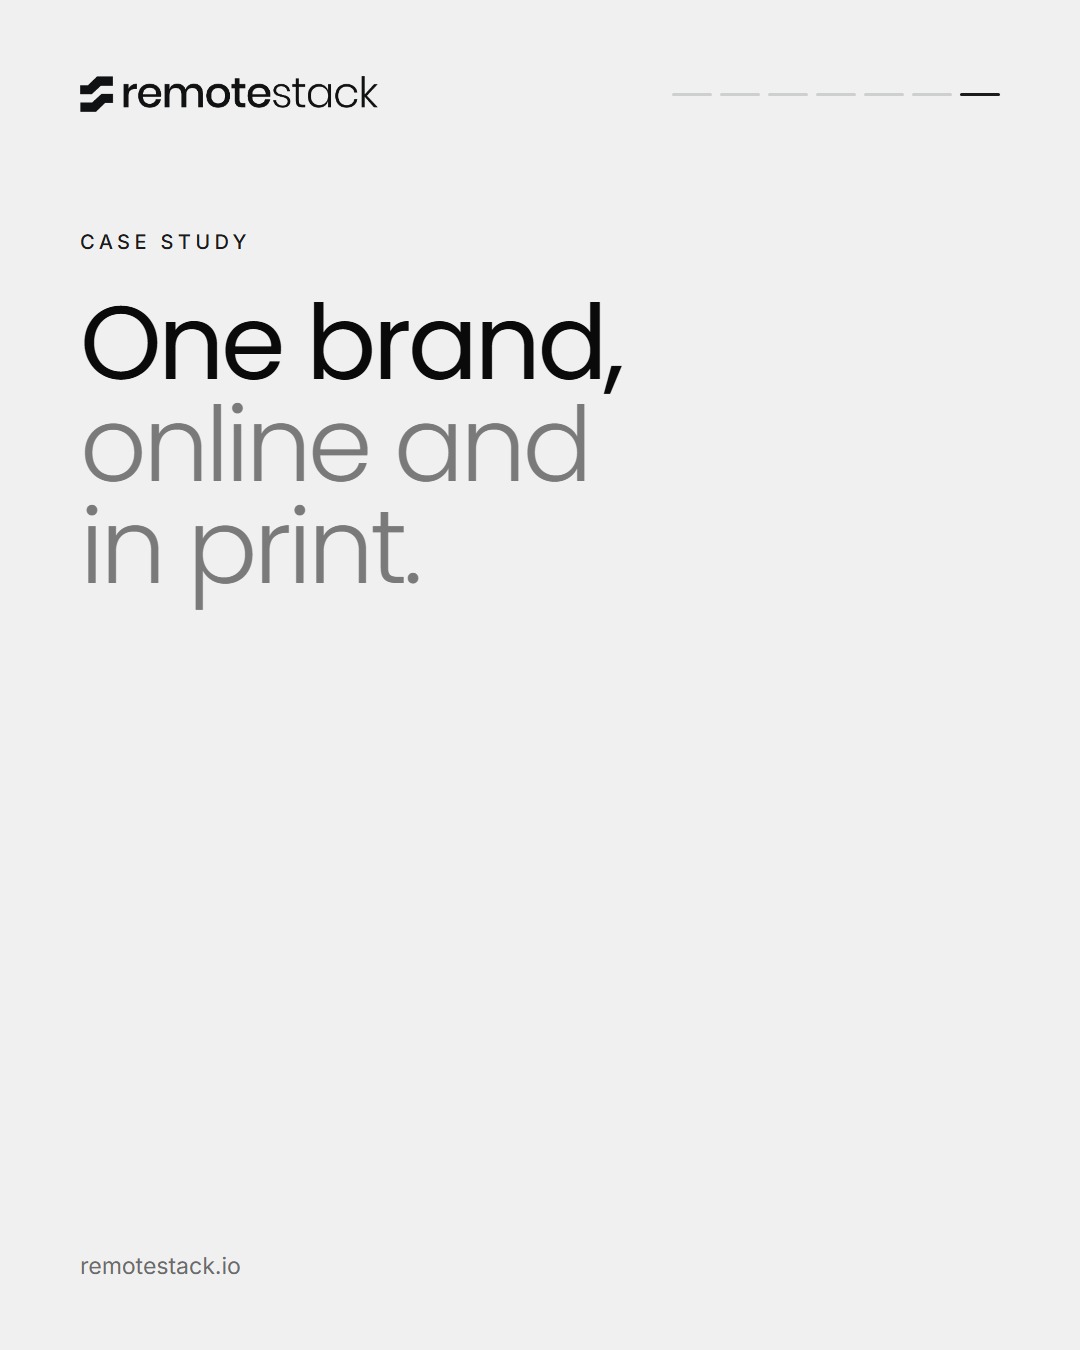 remotestack
CASE STUDY
One brand,
online and
in print.
remotestack.io